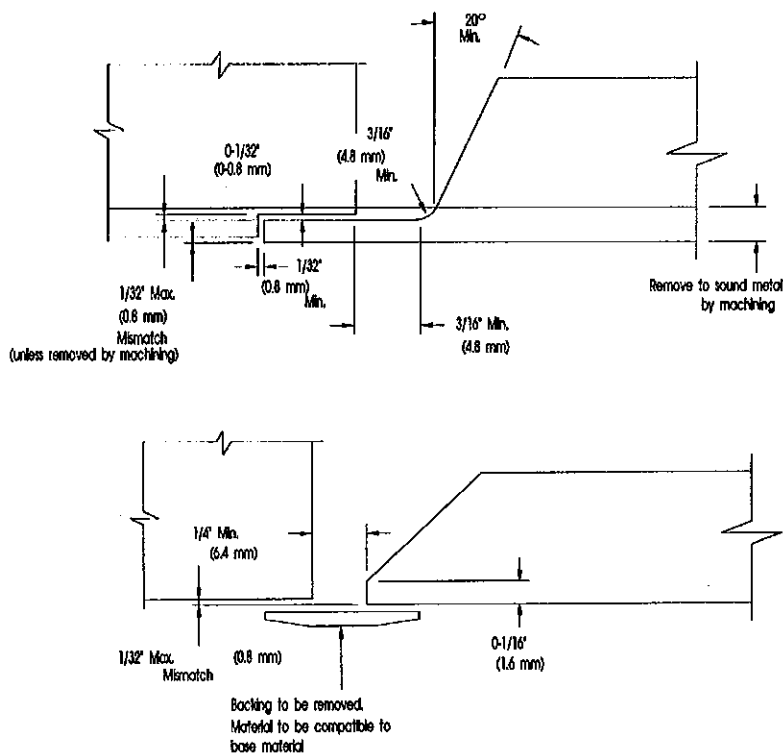 20°
Min.
3/16"
(4.8 mm)
Min.
0-1/32"
(0-0.8 mm)
1/32" Max.
(0.8 mm)
Mismatch
(unless removed by machining)
1/32"
(0.8 mm)
Min.
3/16" Min.
(4.8 mm)
Remove to sound metal
by machining
1/4" Min.
(6.4 mm)
1/32" Max.
(0.8 mm)
Mismatch
0-1/16"
(1.6 mm)
Backing to be removed.
Material to be compatible to
base material